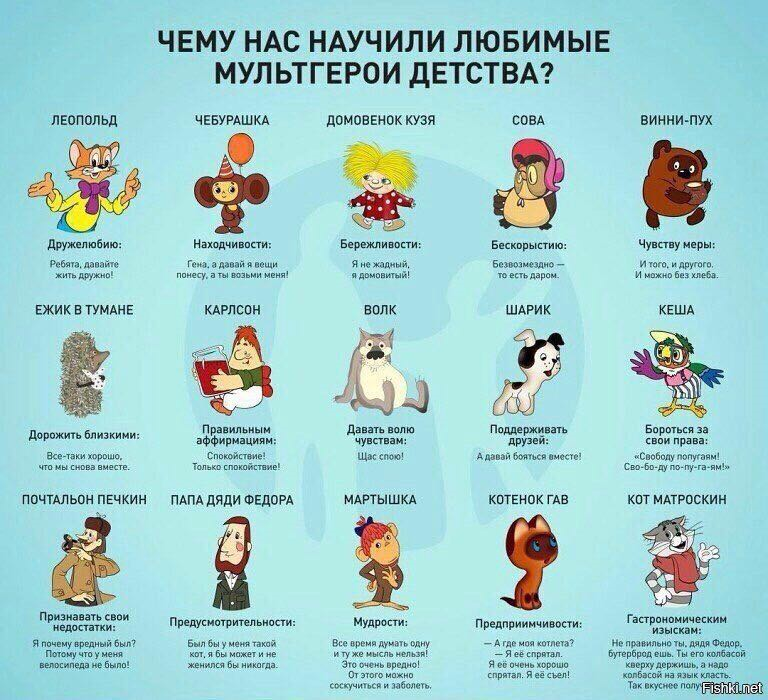 ЧЕМУ НАС НАУЧИЛИ ЛЮБИМЫЕ
МУЛЬТГЕРОИ ДЕТСТВА?
ЛЕОПОЛЬД
Дружелюбию:
Ребята, давайте
жить дружно!
ЧЕБУРАШКА
Находчивости:
Гена, а давай я вещи
понесу, а ты возьми меня!
ДОМОВЕНОК КУЗЯ
Бережливости:
Я не жадный,
я домовитый!
СОВА
Бескорыстию:
Безвозмездно —
то есть даром.
ВИННИ-ПУХ
Чувству меры:
И того, и другого.
И можно без хлеба.
ЕЖИК В ТУМАНЕ
Дорожить близкими:
Все-таки хорошо,
что мы снова вместе.
КАРЛСОН
Правильным
аффирмациям:
Спокойствие!
Только спокойствие!
ВОЛК
Давать волю
чувствам:
Щас спою!
ШАРИК
Поддерживать
друзей:
А давай бояться вместе!
КЕША
Бороться за
свои права:
«Свободу попугаям!
Сво-бо-ду по-пу-га-ям!»
ПОЧТАЛЬОН ПЕЧКИН
Признавать свои
недостатки:
Я почему вредный был?
Потому что у меня
велосипеда не было!
ПАПА ДЯДИ ФЕДОРА
Предусмотрительности:
Был бы у меня такой
кот, я бы может и не
женился бы никогда.
МАРТЫШКА
Мудрости:
Все время думать одну
и ту же мысль нельзя!
Это очень вредно!
От этого можно
соскучиться и заболеть.
КОТЕНОК ГАВ
Предприимчивости:
— А где моя котлета?
— Я её спрятал.
Я её очень хорошо
спрятал. Я её съел!
КОТ МАТРОСКИН
Гастрономическим
изыскам:
Не правильно ты, дядя Федор,
бутерброд ешь. Ты его колбасой
кверху держишь, а надо
колбасой на язык класть.
Так вкуснее
Fishki.net